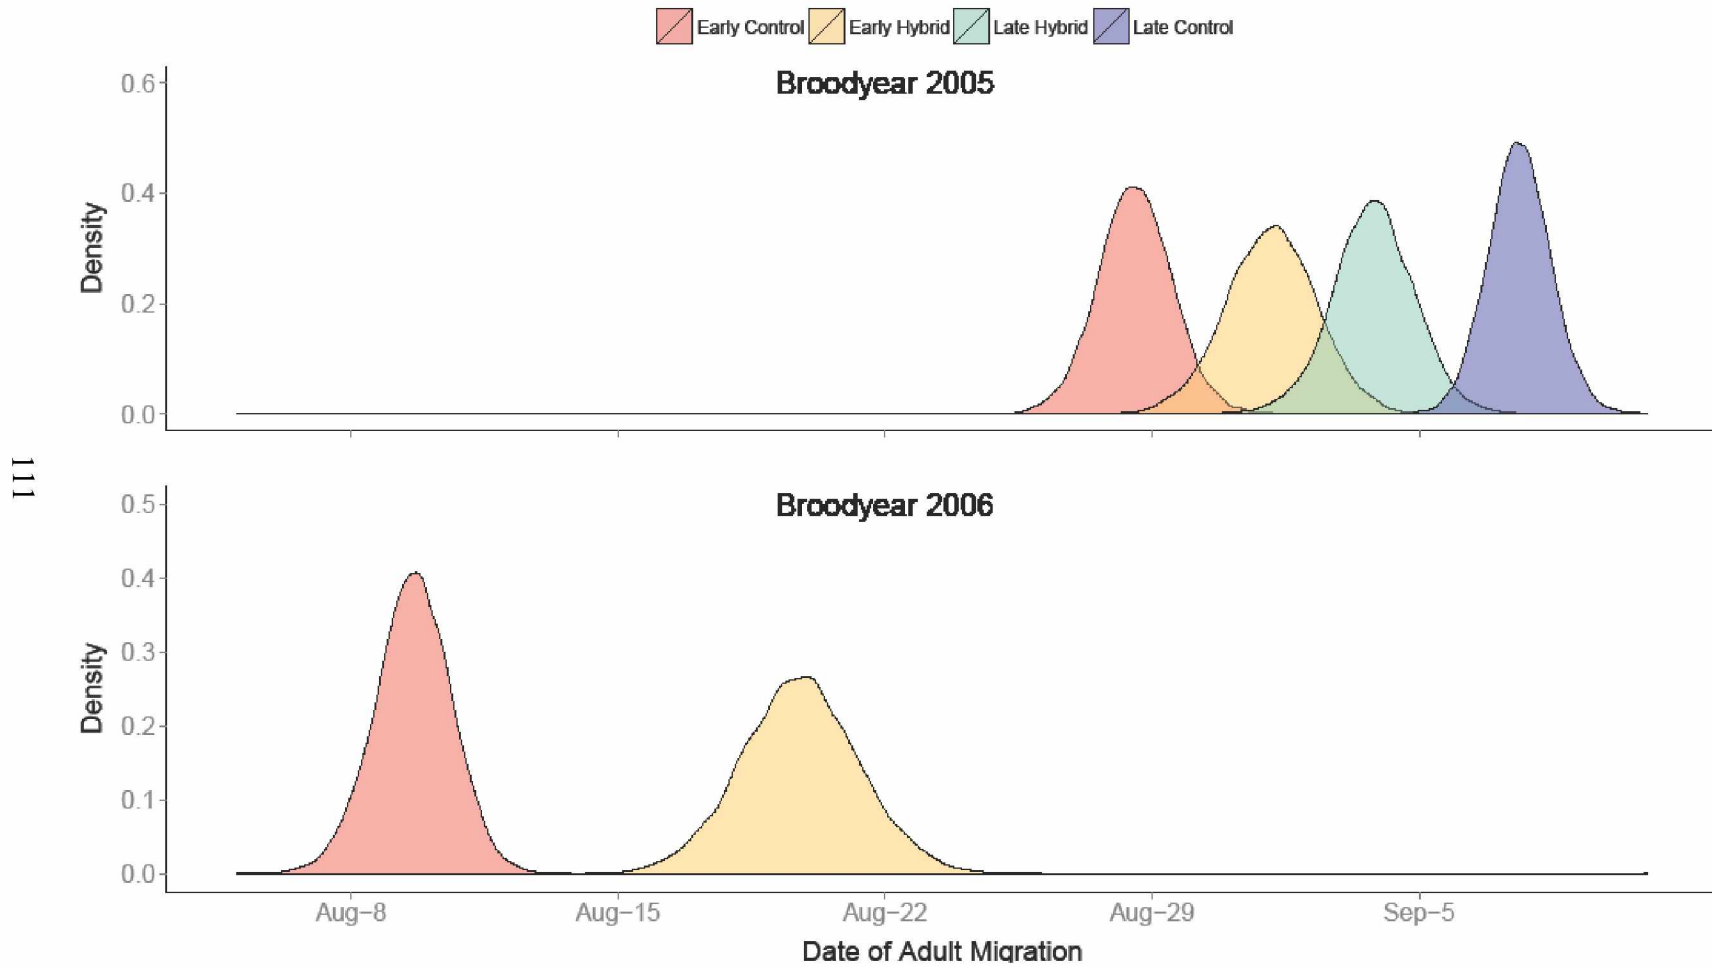 Early Control Early Hybrid Late Hybrid Late Control
Broodyear 2005
0.6
0.4
0.2
0.0
Density
Broodyear 2006
0.5
0.4
0.3
0.2
0.1
0.0
Density
Aug-8 Aug-15 Aug-22 Aug-29 Sep-5
Date of Adult Migration
111